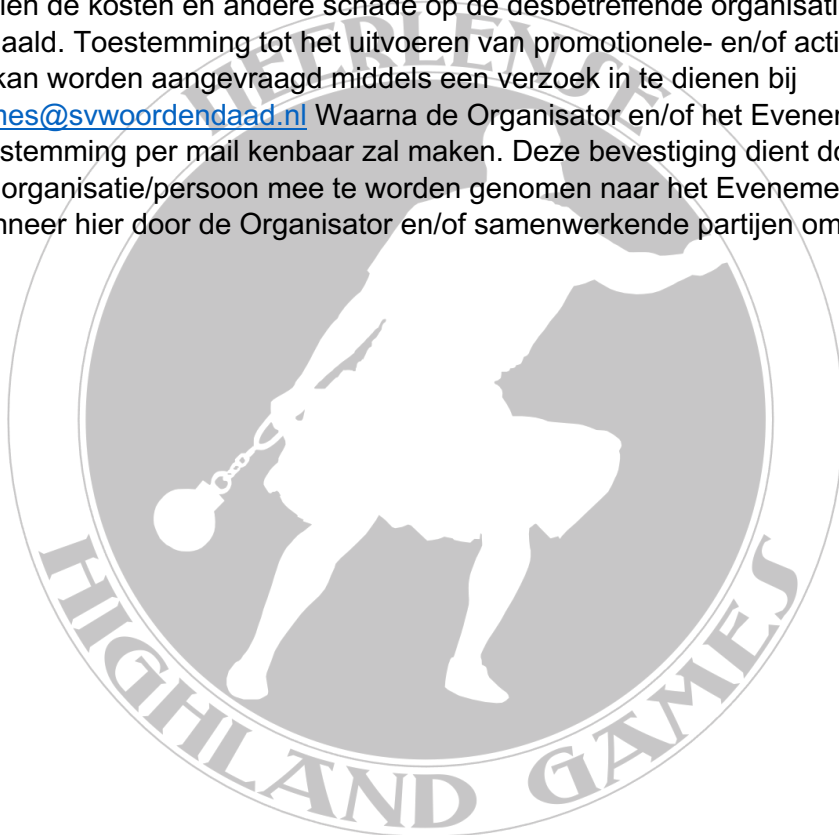 len de kosten en andere schade op de desbetreffende organisati
aald. Toestemming tot het uitvoeren van promotionele- en/of acti
kan worden aangevraagd middels een verzoek in te dienen bij
nes@svwoordendaad.nl Waarna de Organisator en/of het Evener
stemming per mail kenbaar zal maken. Deze bevestiging dient do
organisatie/persoon mee te worden genomen naar het Eveneme
nneer hier door de Organisator en/of samenwerkende partijen om
HEERLENSE
HIGHLAND GAMES